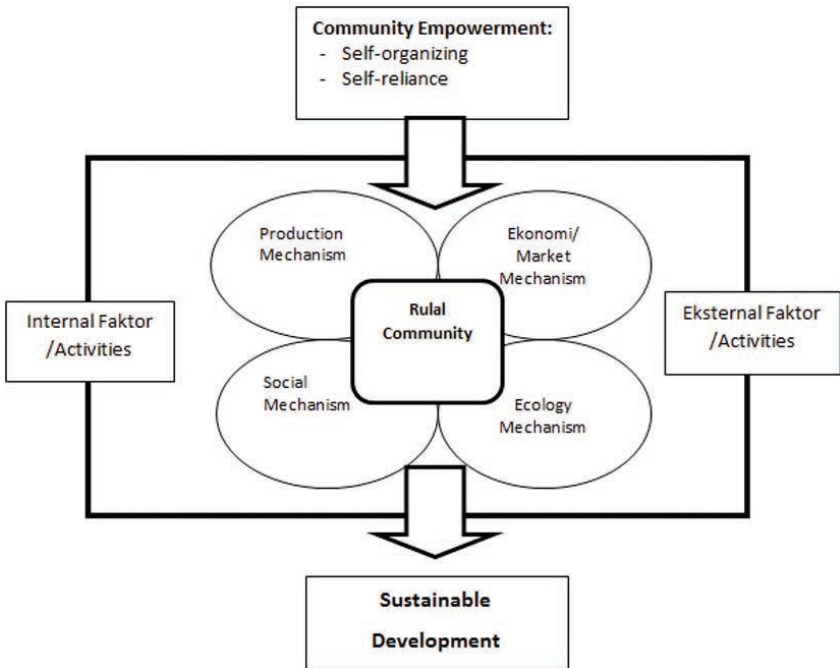 Community Empowerment:
- Self-organizing
- Self-reliance
Production
Mechanism
Ekonomi/
Market
Mechanism
Internal Faktor
/Activities
Rulal
Community
Eksternal Faktor
/Activities
Social
Mechanism
Ecology
Mechanism
Sustainable
Development